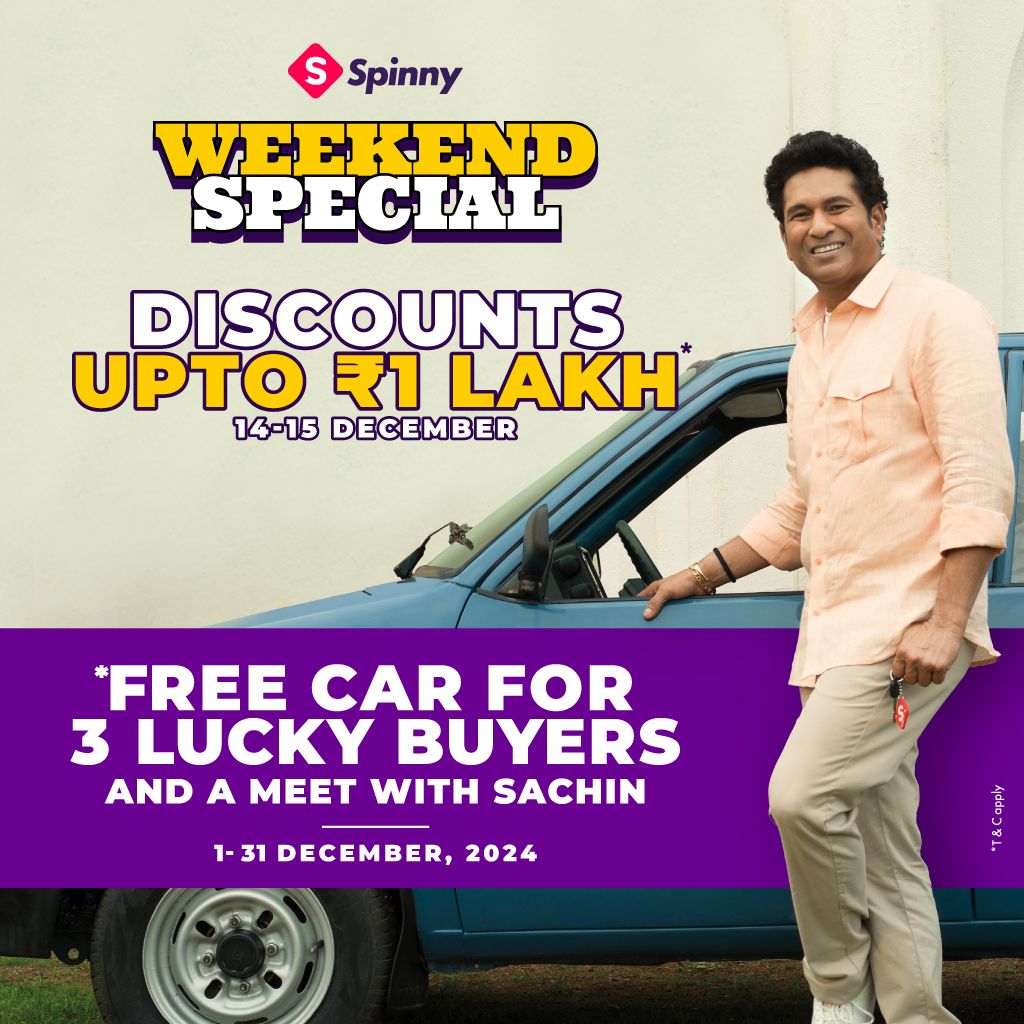 S Spinny
WEEKEND
SPECIAL
DISCOUNTS
UPTO ₹1 LAKH*
14-15 DECEMBER
*FREE CAR FOR
3 LUCKY BUYERS
AND A MEET WITH SACHIN
1-31 DECEMBER, 2024
S
*T & C apply